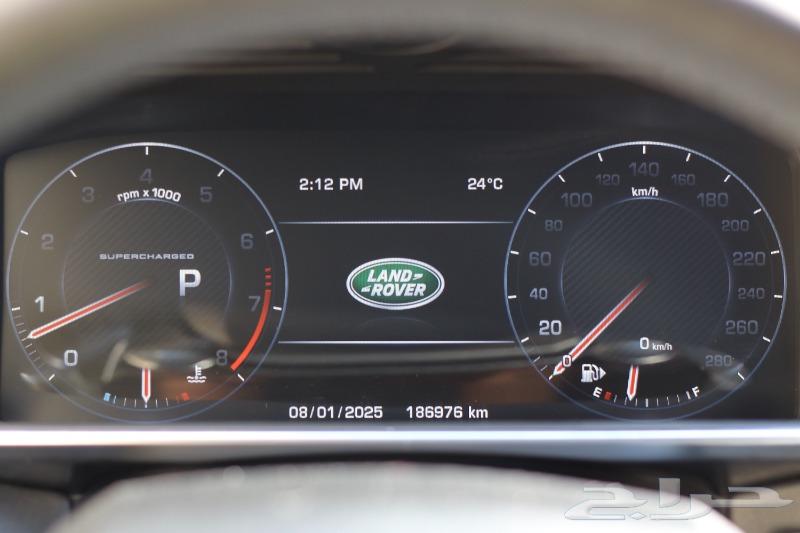 2:12 PM 24°C
rpm x 1000
0 1 2 3 4 5 6 7 8
SUPERCHARGED
P
LAND
ROVER
km/h
0 20 40 60 80 100 120 140 160 180 200 220 240 260 280
0 km/h
E F
08/01/2025 186976 km
حراج